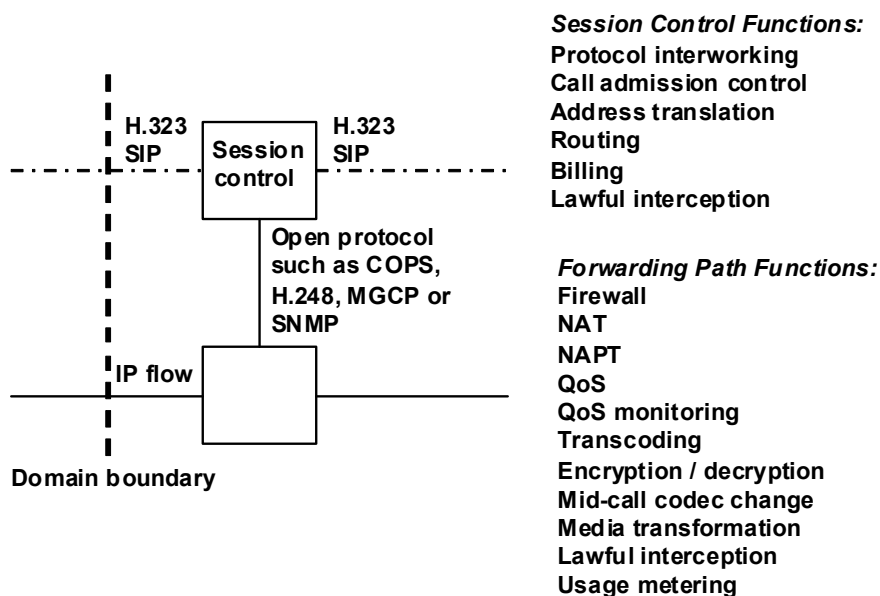 H.323
SIP
Session
control
H.323
SIP
Open protocol
such as COPS,
H.248, MGCP or
SNMP
IP flow
Domain boundary
Session Control Functions:
Protocol interworking
Call admission control
Address translation
Routing
Billing
Lawful interception
Forwarding Path Functions:
Firewall
NAT
NAPT
QoS
QoS monitoring
Transcoding
Encryption / decryption
Mid-call codec change
Media transformation
Lawful interception
Usage metering